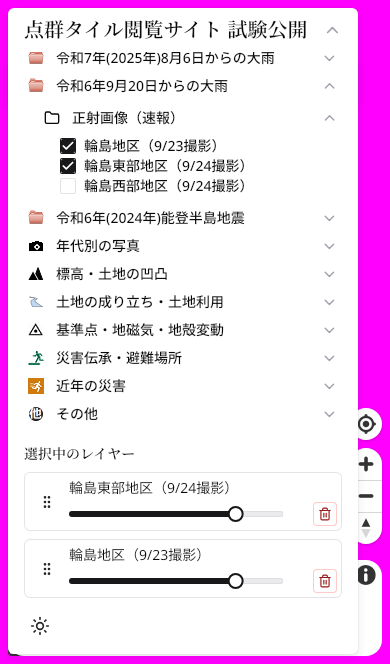 点群タイル閲覧サイト 試験公開
令和7年(2025年)8月6日からの大雨
令和6年9月20日からの大雨
正射画像（速報）
輪島地区（9/23撮影）
輪島東部地区（9/24撮影）
輪島西部地区（9/24撮影）
令和6年(2024年)能登半島地震
年代別の写真
標高・土地の凹凸
土地の成り立ち・土地利用
基準点・地磁気・地殻変動
災害伝承・避難場所
近年の災害
その他
選択中のレイヤー
輪島東部地区（9/24撮影）
輪島地区（9/23撮影）